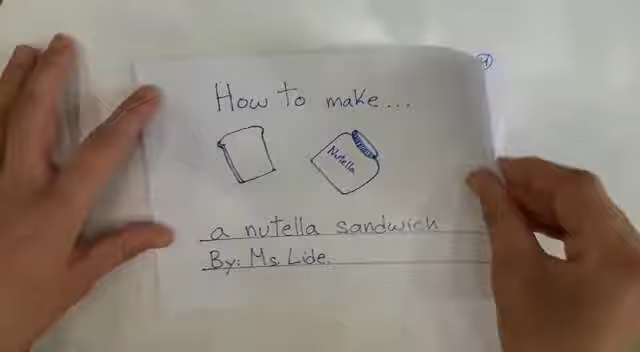 How to make...
Nutella
a nutella sandwich
By: Ms. Lide.